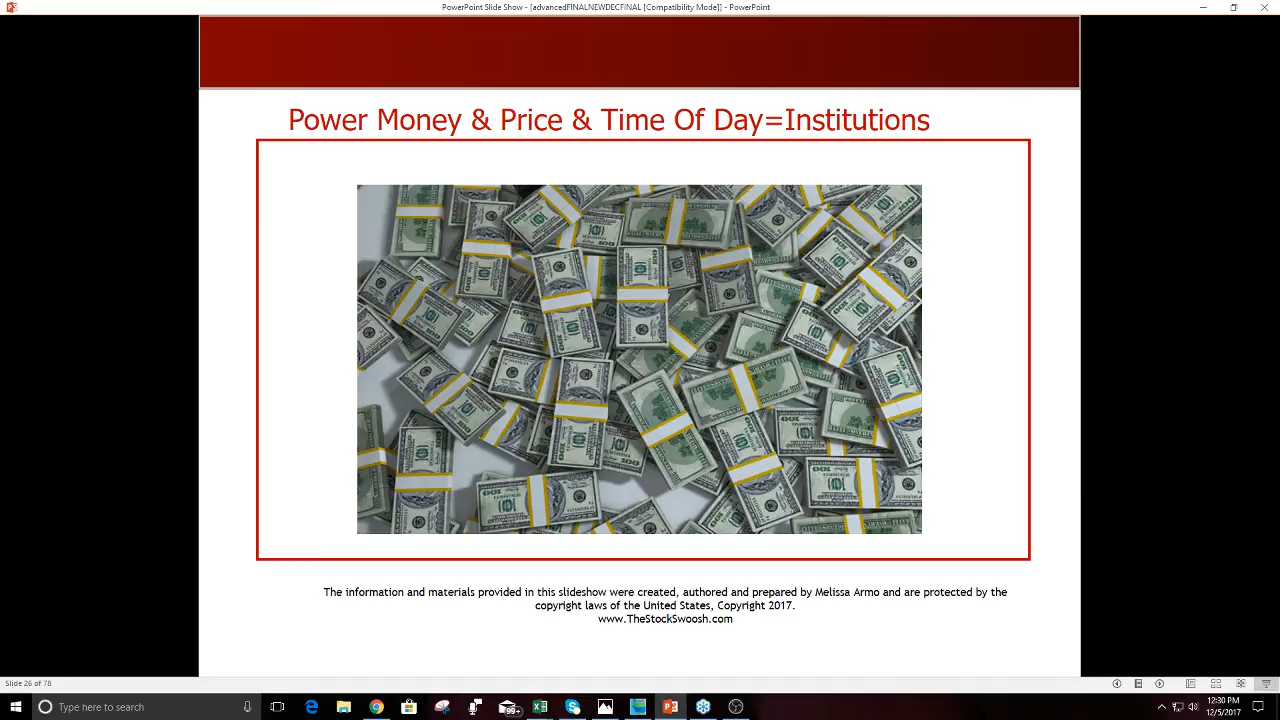 PowerPoint Slide Show - [advancedFINALNEWDECFINAL [Compatibility Mode]] - PowerPoint
Power Money & Price & Time Of Day=Institutions
The information and materials provided in this slideshow were created, authored and prepared by Melissa Armo and are protected by the
copyright laws of the United States, Copyright 2017.
www.TheStockSwoosh.com
Slide 26 of 78
Type here to search
99+
12:30 PM
12/5/2017